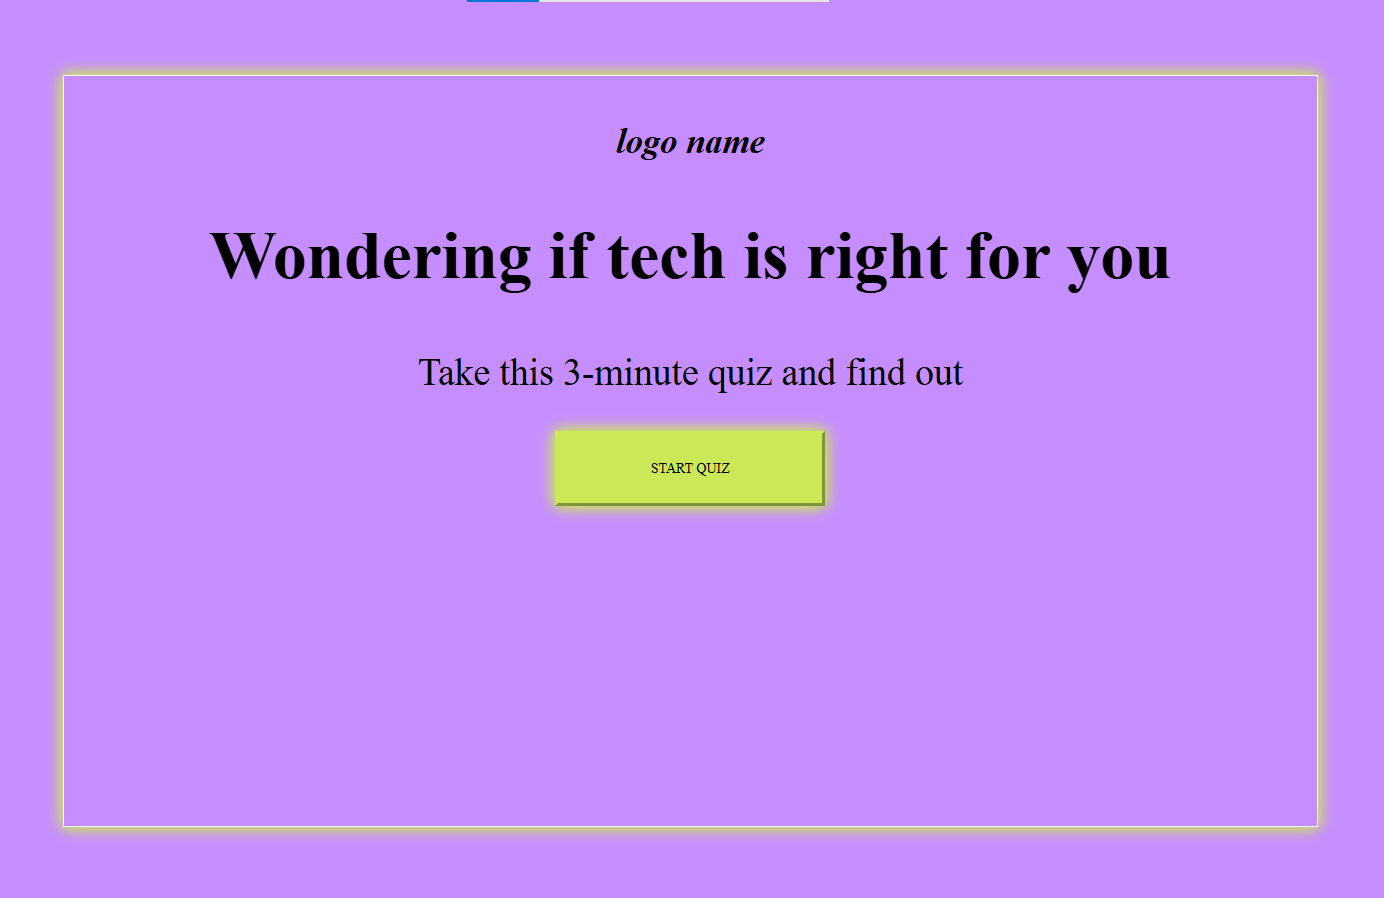 logo name
Wondering if tech is right for you
Take this 3-minute quiz and find out
START QUIZ